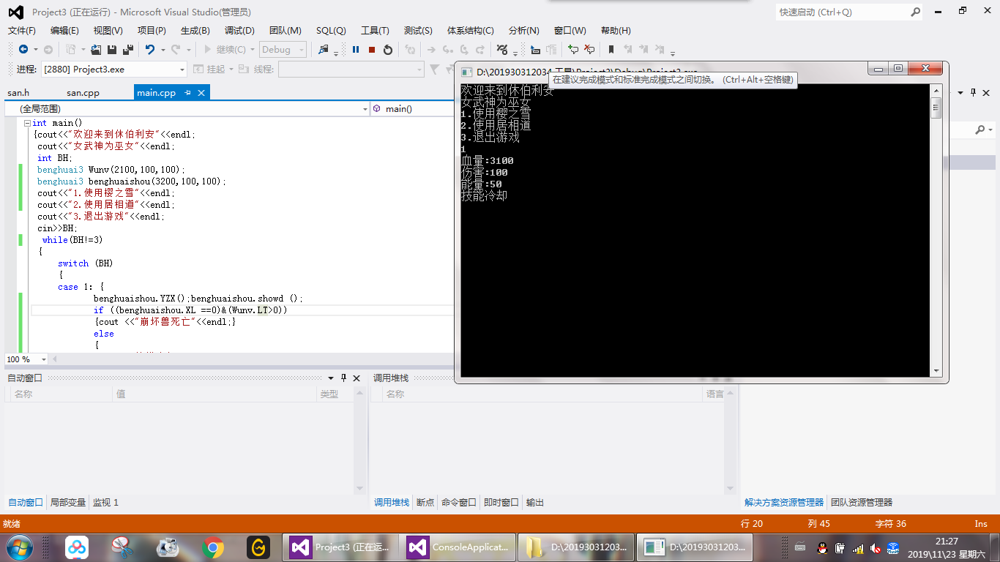 Project3 (正在运行) - Microsoft Visual Studio(管理员)
快速启动 (Ctrl+Q)
文件(F) 编辑(E) 视图(V) 项目(P) 生成(B) 调试(D) 团队(M) SQL(Q) 工具(T) 测试(S) 体系结构(C) 分析(N) 窗口(W) 帮助(H)
继续(C) Debug
进程: [2880] Project3.exe 挂起 线程:
san.h san.cpp main.cpp
(全局范围) main()
int main()
{cout<<"欢迎来到休伯利安"<<endl;
cout<<"女武神为巫女"<<endl;
int BH;
benghuai3 Wunv(2100,100,100);
benghuai3 benghuaishou(3200,100,100);
cout<<"1.使用樱之雪"<<endl;
cout<<"2.使用居相道"<<endl;
cout<<"3.退出游戏"<<endl;
cin>>BH;
while(BH!=3)
{
switch (BH)
{
case 1: {
benghuaishou.YZX();benghuaishou.showd ();
if ((benghuaishou.XL ==0)&(Wunv.LT>0))
{cout <<"崩坏兽死亡"<<endl;}
else
{
100 %
D:\201930312034 工具\Project3\Debug\Project3.exe
在建议完成模式和标准完成模式之间切换。 (Ctrl+Alt+空格键)
欢迎来到休伯利安
女武神为巫女
1.使用樱之雪
2.使用居相道
3.退出游戏
1
血量:3100
伤害:100
能量:50
技能冷却
自动窗口
名称 值 类型
调用堆栈
名称 语言
自动窗口 局部变量 监视 1
调用堆栈 断点 命令窗口 即时窗口 输出
解决方案资源管理器 团队资源管理器
就绪 行 20 列 45 字符 36 Ins
Project3 (正在运... ConsoleApplicat... D:\20193031203... D:\20193031203...
21:27
2019\11\23 星期六